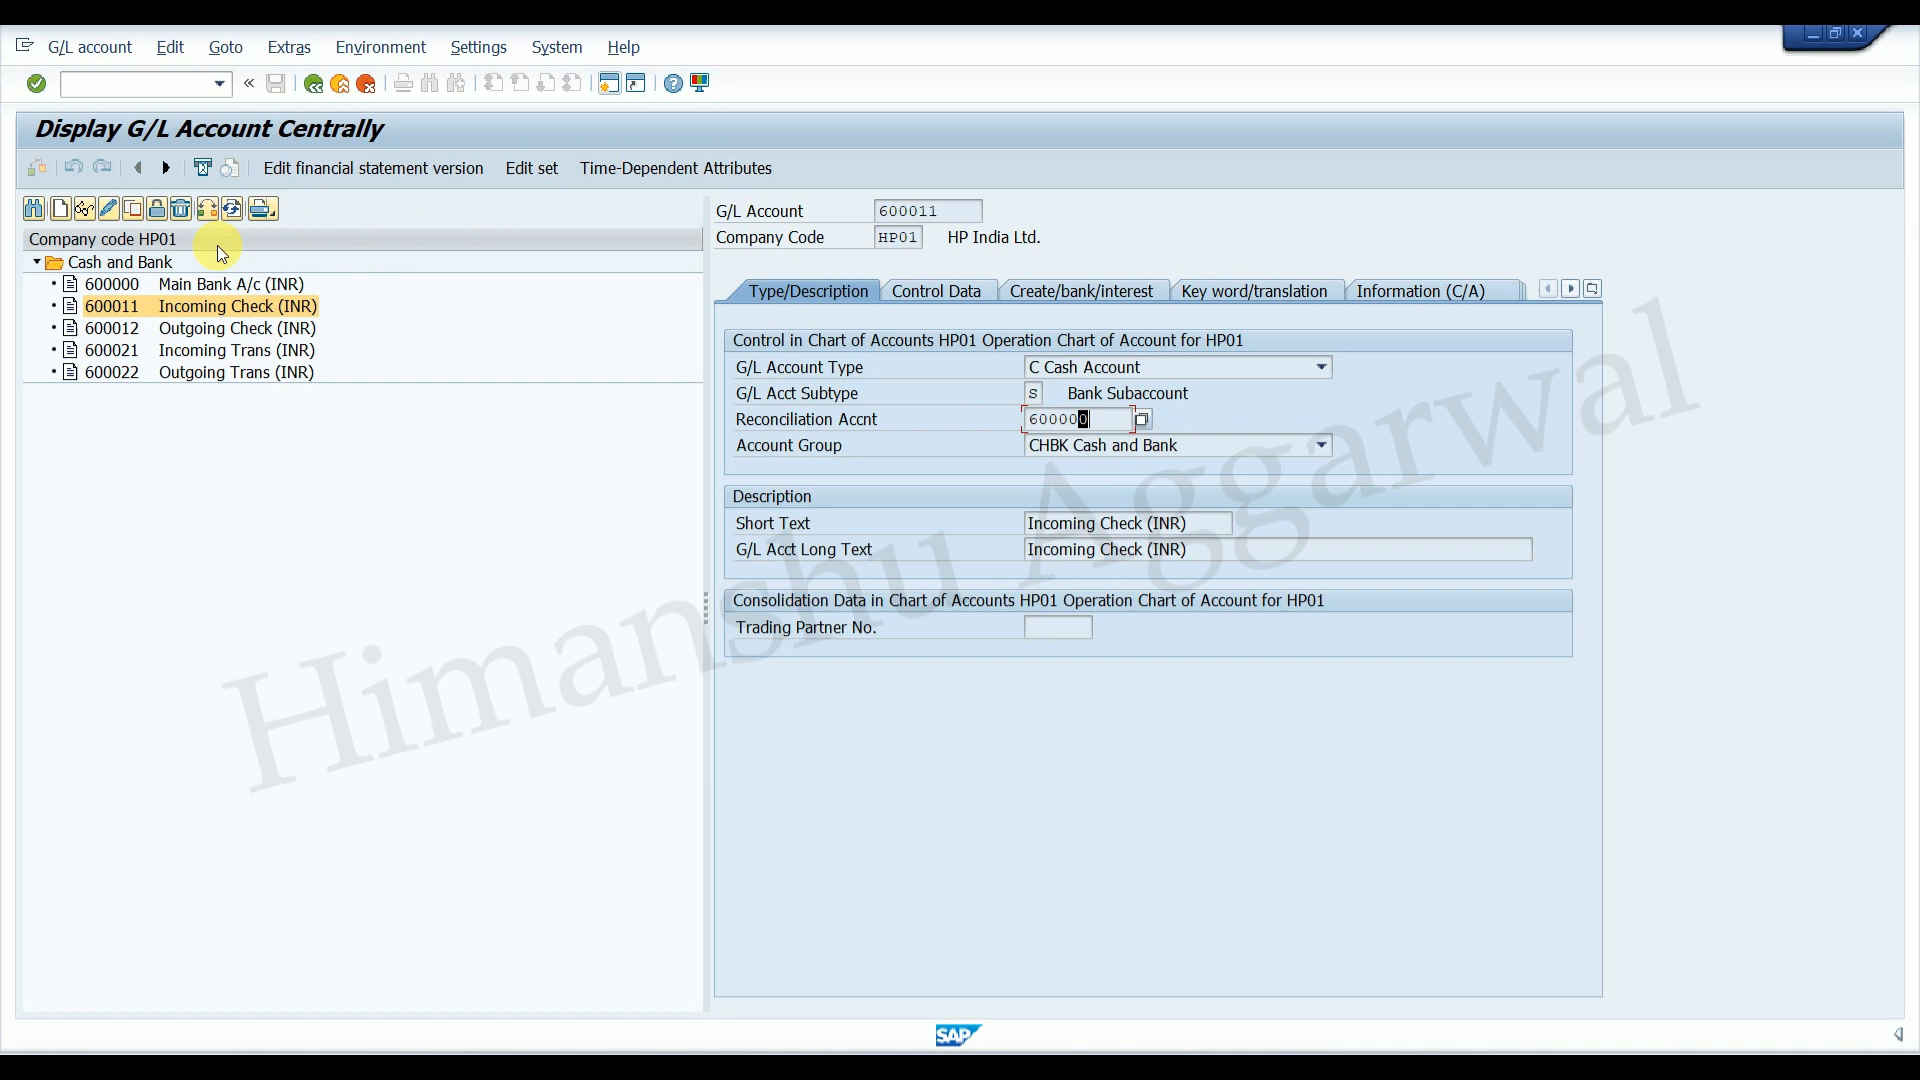 G/L account Edit Goto Extras Environment Settings System Help
Display G/L Account Centrally
Edit financial statement version Edit set Time-Dependent Attributes
Company code HP01
Cash and Bank
600000 Main Bank A/c (INR)
600011 Incoming Check (INR)
600012 Outgoing Check (INR)
600021 Incoming Trans (INR)
600022 Outgoing Trans (INR)
G/L Account 600011
Company Code HP01 HP India Ltd.
Type/Description Control Data Create/bank/interest Key word/translation Information (C/A)
Control in Chart of Accounts HP01 Operation Chart of Account for HP01
G/L Account Type C Cash Account
G/L Acct Subtype S Bank Subaccount
Reconciliation Accnt 600000
Account Group CHBK Cash and Bank
Description
Short Text Incoming Check (INR)
G/L Acct Long Text Incoming Check (INR)
Consolidation Data in Chart of Accounts HP01 Operation Chart of Account for HP01
Trading Partner No.
Himanshu Aggarwal
SAP